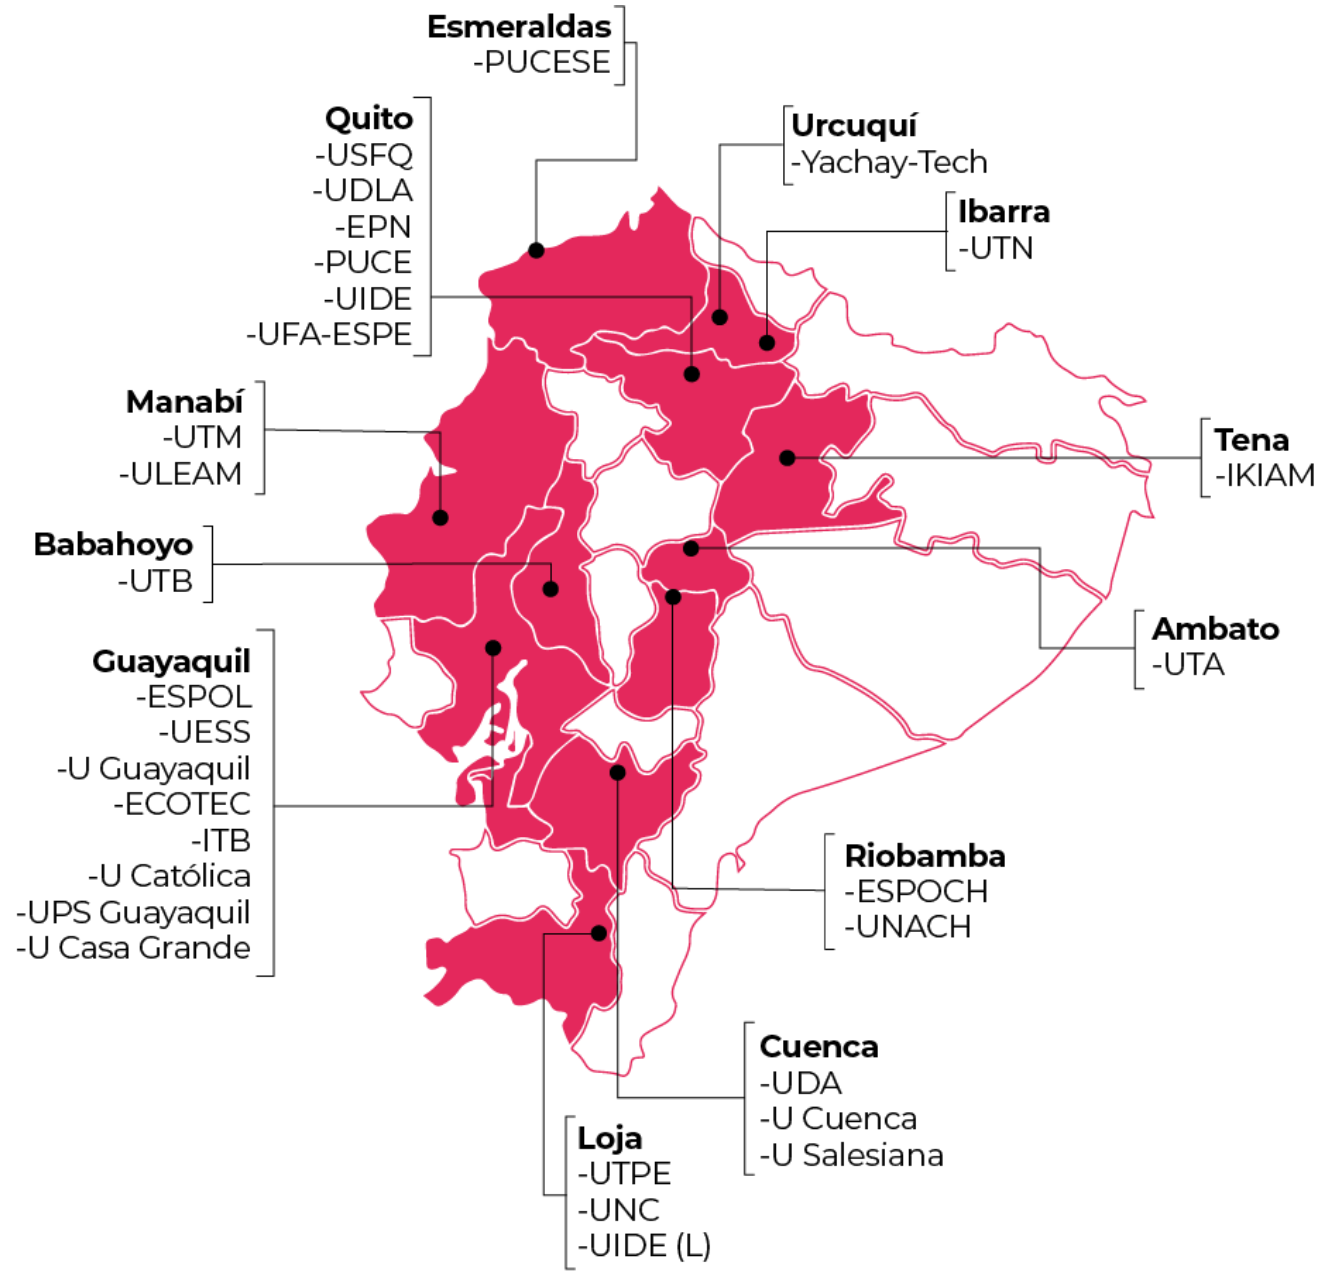 Esmeraldas
-PUCESE
Quito
-USFQ
-UDLA
-EPN
-PUCE
-UIDE
-UFA-ESPE
Urcuquí
-Yachay-Tech
Ibarra
-UTN
Manabí
-UTM
-ULEAM
Tena
-IKIAM
Babahoyo
-UTB
Ambato
-UTA
Guayaquil
-ESPOL
-UESS
-U Guayaquil
-ECOTEC
-ITB
-U Católica
-UPS Guayaquil
-U Casa Grande
Riobamba
-ESPOCH
-UNACH
Cuenca
-UDA
-U Cuenca
-U Salesiana
Loja
-UTPE
-UNC
-UIDE (L)